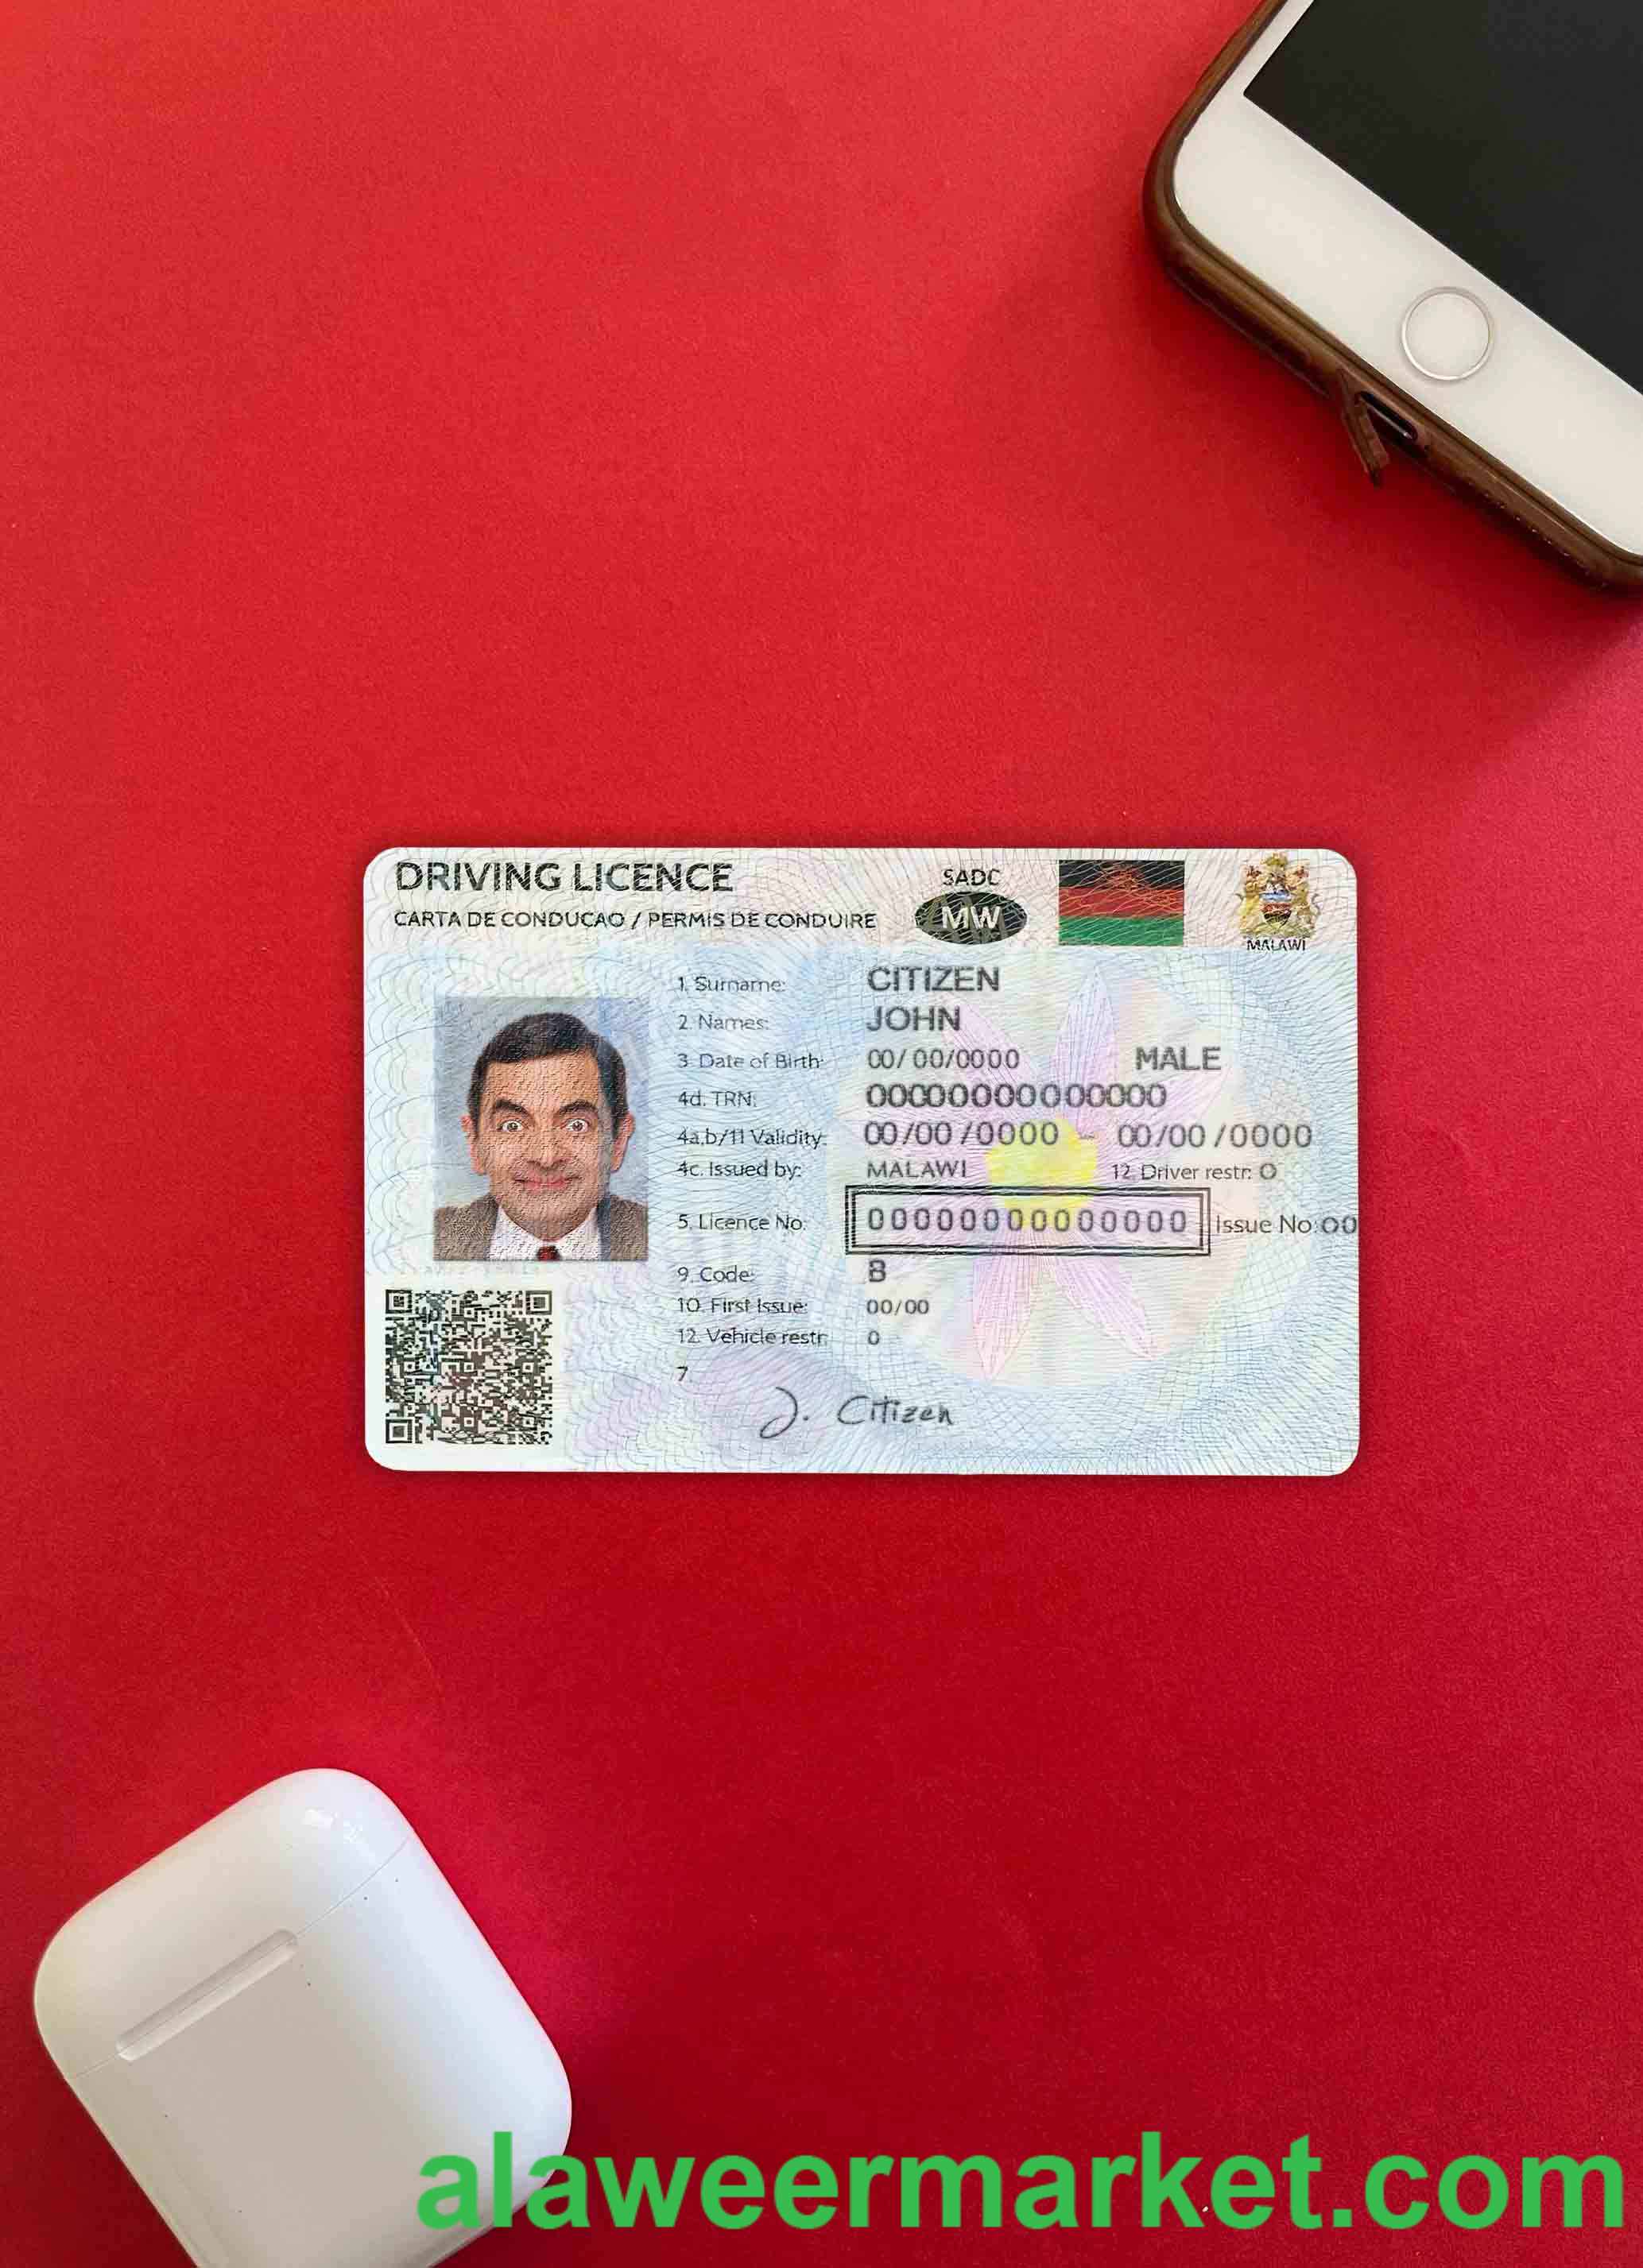 DRIVING LICENCE
CARTA DE CONDUCAO / PERMIS DE CONDUIRE
SADC
MW
MALAWI
1. Surname: CITIZEN
2. Names: JOHN
3. Date of Birth: 00/00/0000 MALE
4d. TRN: 00000000000000
4a,b/11 Validity: 00/00/0000 - 00/00/0000
4c. Issued by: MALAWI 12. Driver restr: 0
5. Licence No: 00000000000000 Issue No:00
9. Code: B
10. First Issue: 00/00
12. Vehicle restr: 0
7.
J. Citizen
alaweermarket.com